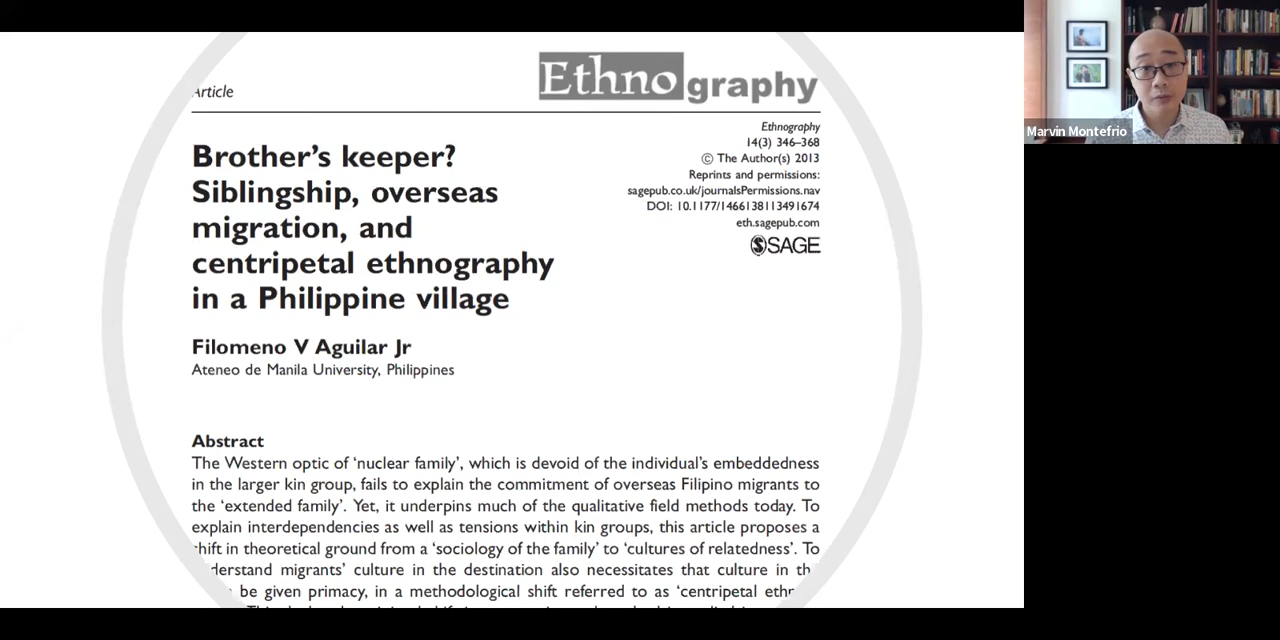 Article
Ethnography
Ethnography
14(3) 346–368
© The Author(s) 2013
Reprints and permissions:
sagepub.co.uk/journalsPermissions.nav
DOI: 10.1177/1466138113491674
eth.sagepub.com
SAGE
Brother’s keeper?
Siblingship, overseas
migration, and
centripetal ethnography
in a Philippine village
Filomeno V Aguilar Jr
Ateneo de Manila University, Philippines
Abstract
The Western optic of ‘nuclear family’, which is devoid of the individual’s embeddedness
in the larger kin group, fails to explain the commitment of overseas Filipino migrants to
the ‘extended family’. Yet, it underpins much of the qualitative field methods today. To
explain interdependencies as well as tensions within kin groups, this article proposes a
shift in theoretical ground from a ‘sociology of the family’ to ‘cultures of relatedness’. To
understand migrants’ culture in the destination also necessitates that culture in
be given primacy, in a methodological shift referred to as ‘centripetal
Marvin Montefrio